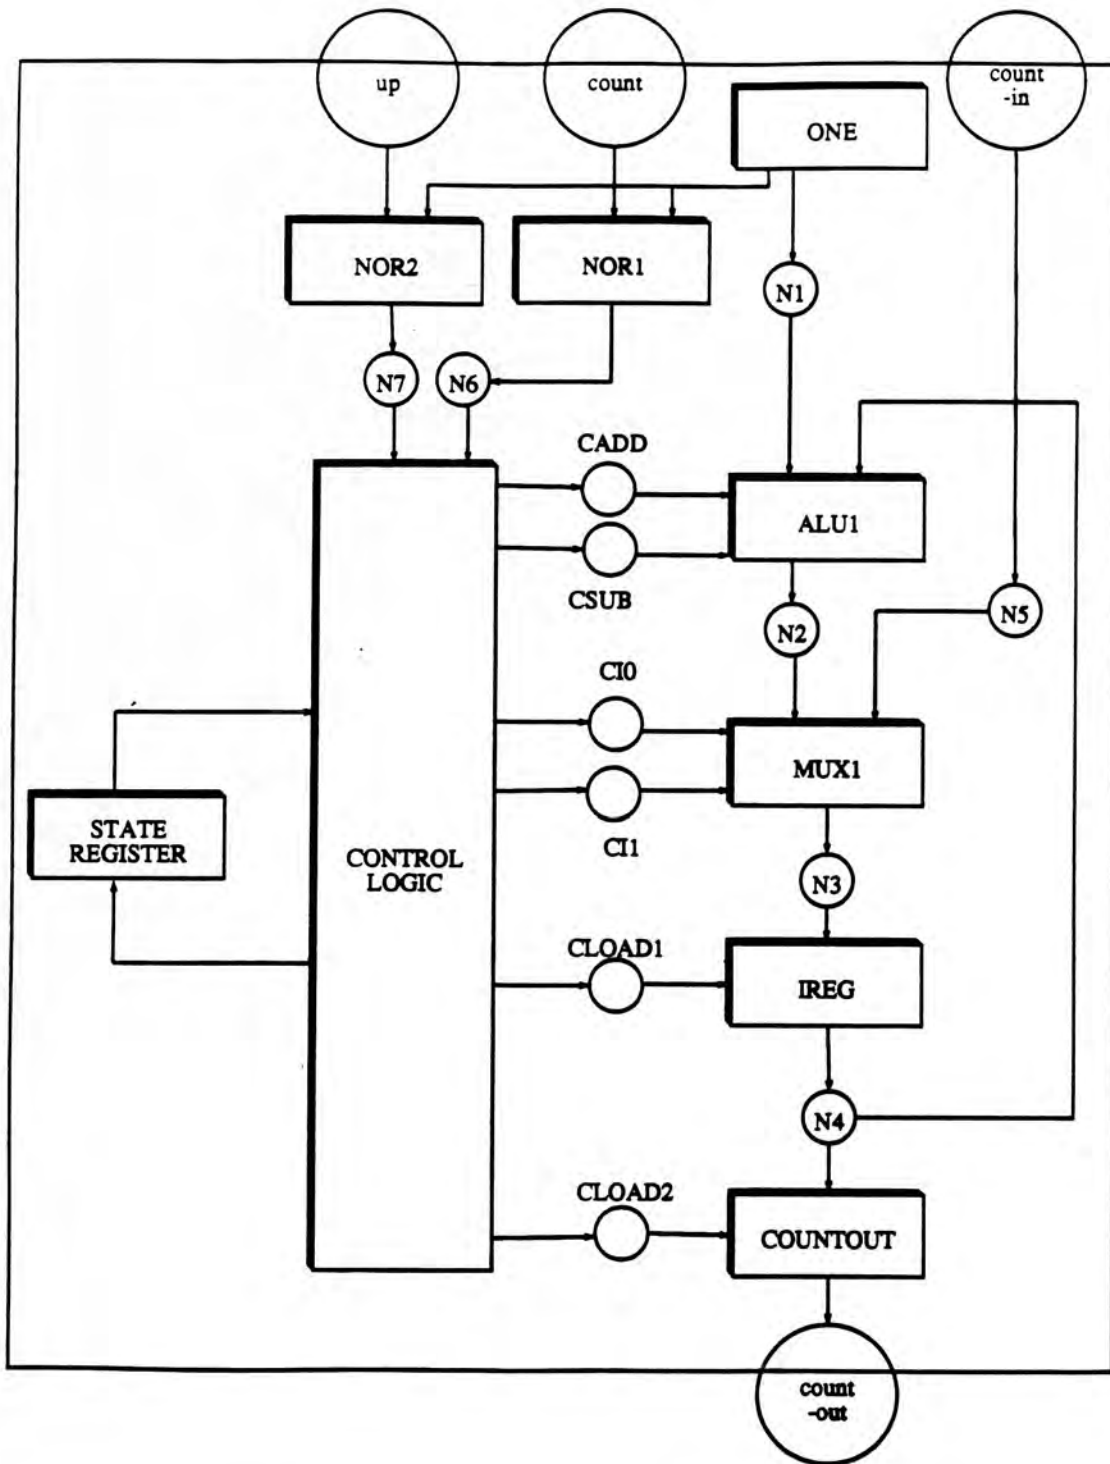 up
count
count
-in
ONE
NOR2
NOR1
N1
N7
N6
CADD
ALU1
CSUB
N2
N5
CI0
MUX1
CI1
STATE
REGISTER
CONTROL
LOGIC
N3
CLOAD1
IREG
N4
CLOAD2
COUNTOUT
count
-out